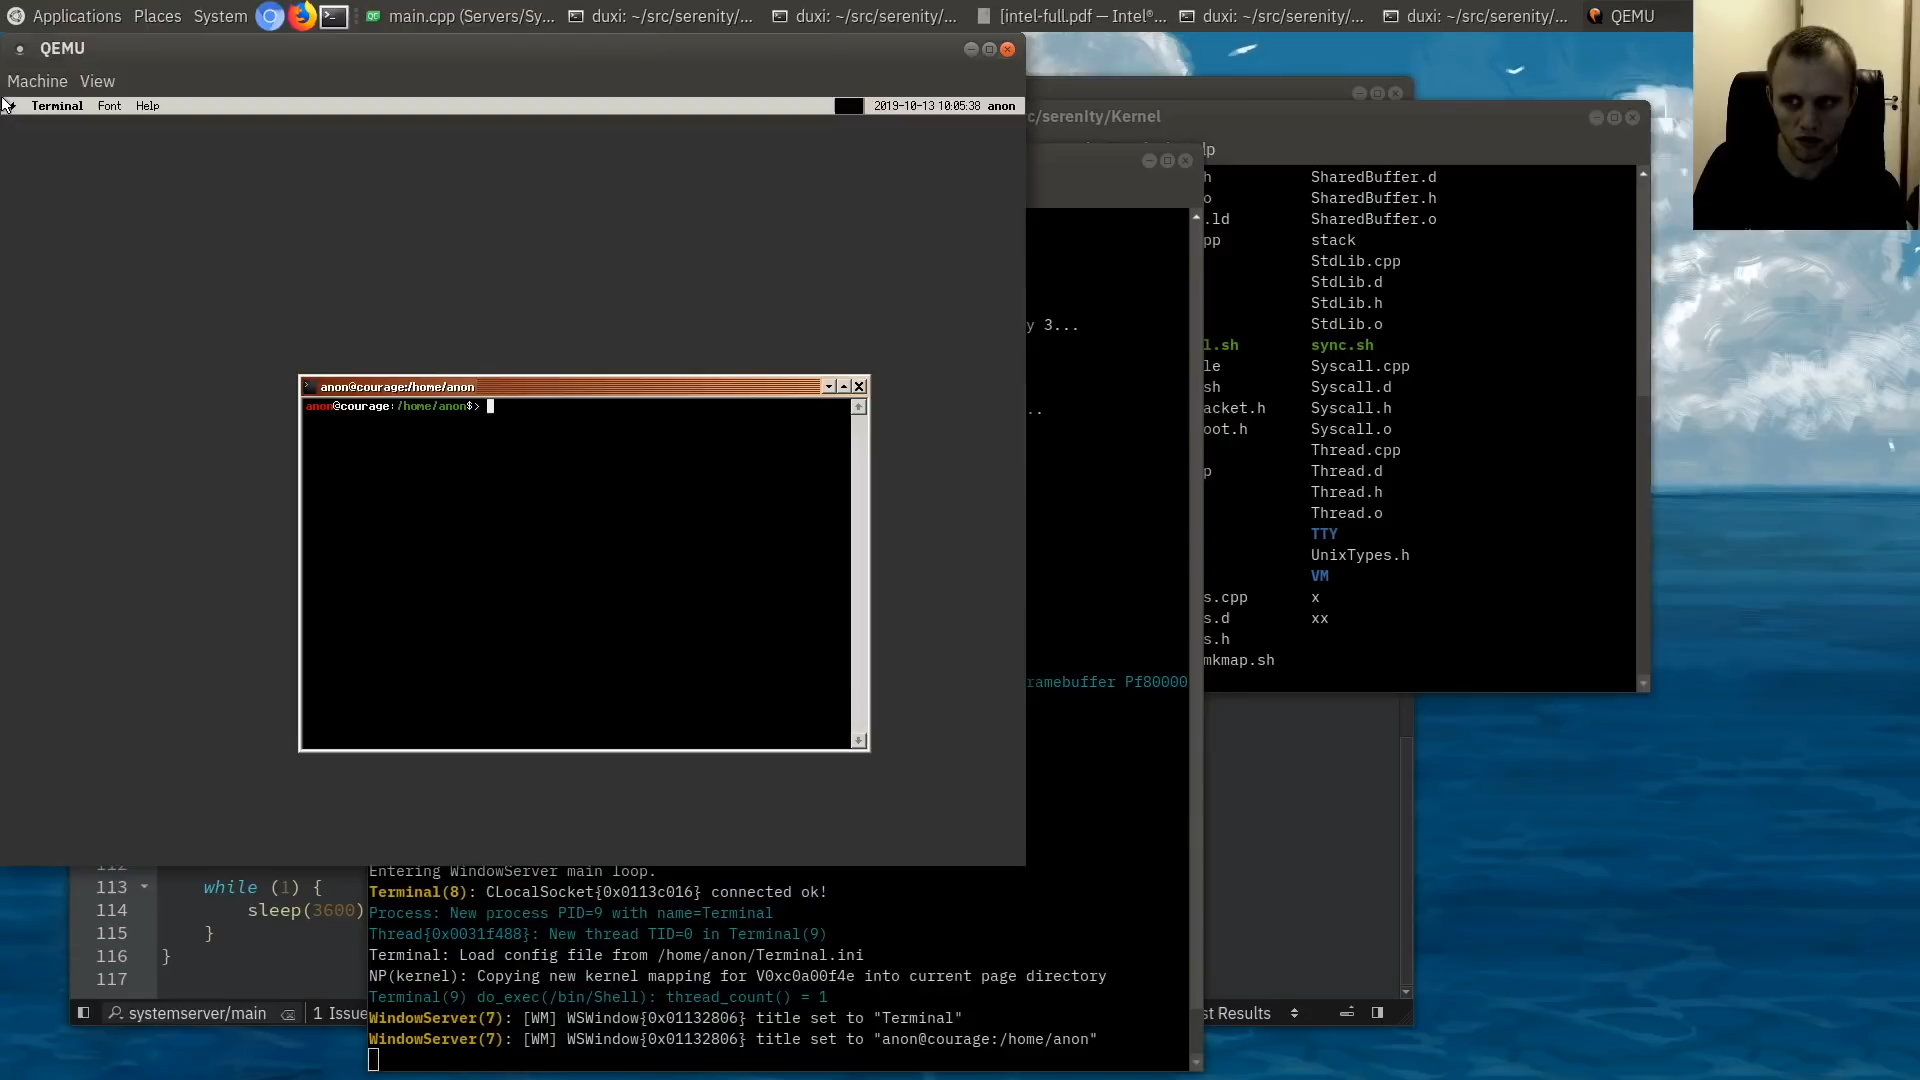 Applications Places System main.cpp (Servers/Sy... duxi: ~/src/serenity/... duxi: ~/src/serenity/... [intel-full.pdf — Intel®... duxi: ~/src/serenity/... duxi: ~/src/serenity/... QEMU
QEMU
Machine View
Terminal Font Help 2019-10-13 10:05:38 anon
anon@courage:/home/anon
anon@courage:/home/anon$>
c/serenity/Kernel
lp
h SharedBuffer.d
o SharedBuffer.h
.ld SharedBuffer.o
pp stack
StdLib.cpp
StdLib.d
StdLib.h
y 3...
StdLib.o
l.sh sync.sh
le Syscall.cpp
sh Syscall.d
..
acket.h Syscall.h
oot.h Syscall.o
Thread.cpp
p Thread.d
Thread.h
Thread.o
TTY
UnixTypes.h
VM
s.cpp x
s.d xx
s.h
mkmap.sh
ramebuffer Pf80000
112
113 while (1) {
114 sleep(3600)
115 }
116 }
117
systemserver/main 1 Issue
st Results
Entering WindowServer main loop.
Terminal(8): CLocalSocket{0x0113c016} connected ok!
Process: New process PID=9 with name=Terminal
Thread{0x0031f488}: New thread TID=0 in Terminal(9)
Terminal: Load config file from /home/anon/Terminal.ini
NP(kernel): Copying new kernel mapping for V0xc0a00f4e into current page directory
Terminal(9) do_exec(/bin/Shell): thread_count() = 1
WindowServer(7): [WM] WSWindow{0x01132806} title set to "Terminal"
WindowServer(7): [WM] WSWindow{0x01132806} title set to "anon@courage:/home/anon"